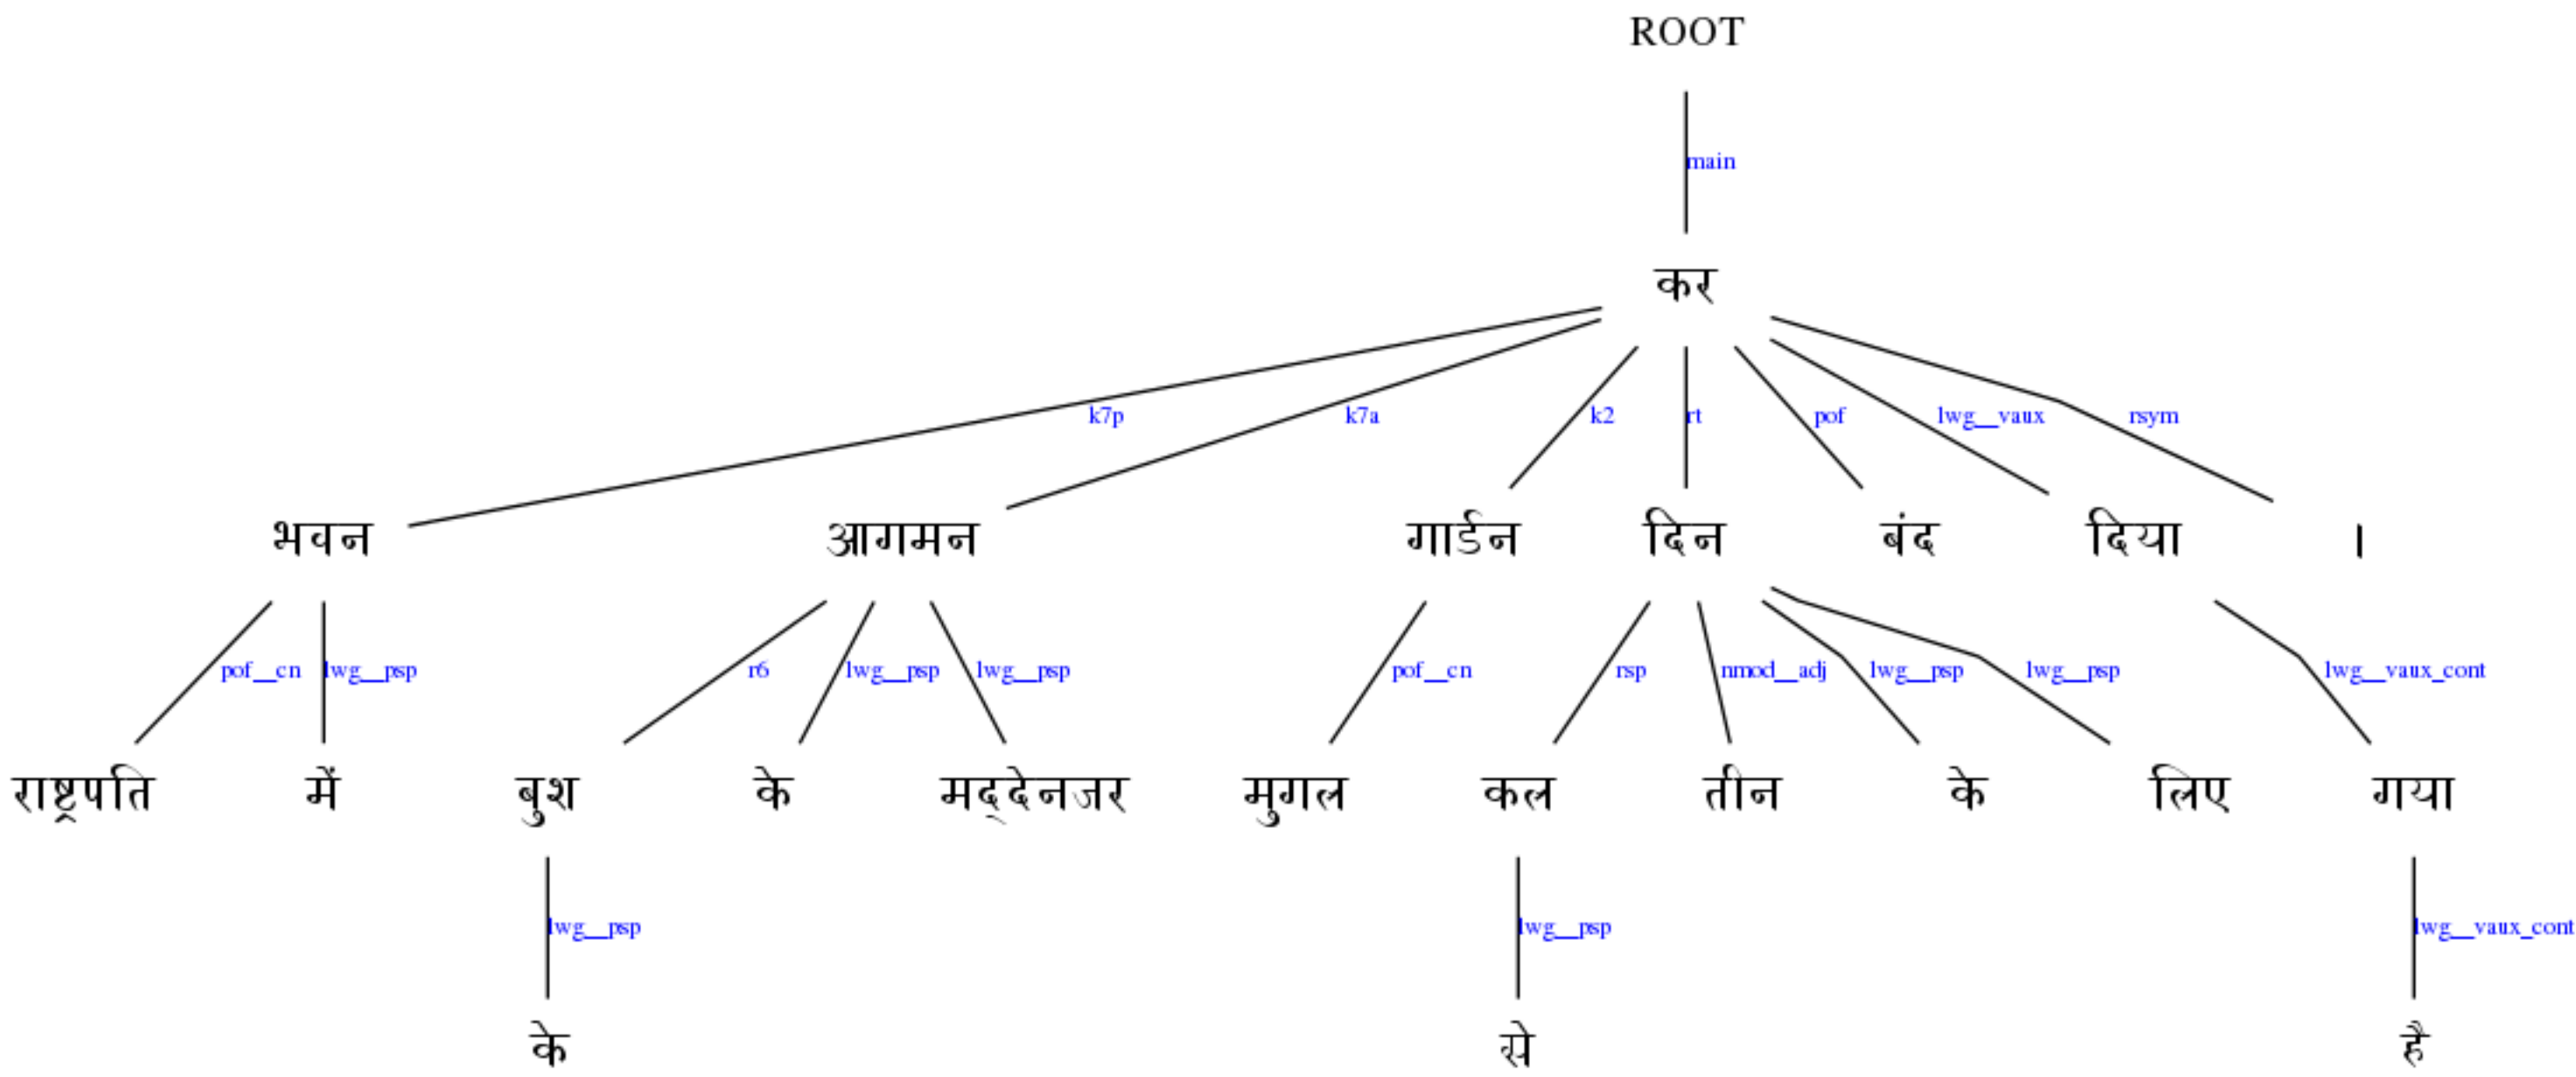 ROOT
main
कर
k7p k7a k2 rt pof lwg__vaux rsym
भवन आगमन गार्डन दिन बंद दिया ।
pof__cn lwg__psp r6 lwg__psp lwg__psp pof__cn rsp nmod__adj lwg__psp lwg__psp lwg__vaux_cont
राष्ट्रपति में बुश के मद्देनजर मुगल कल तीन के लिए गया
lwg__psp lwg__psp lwg__vaux_cont
के से है